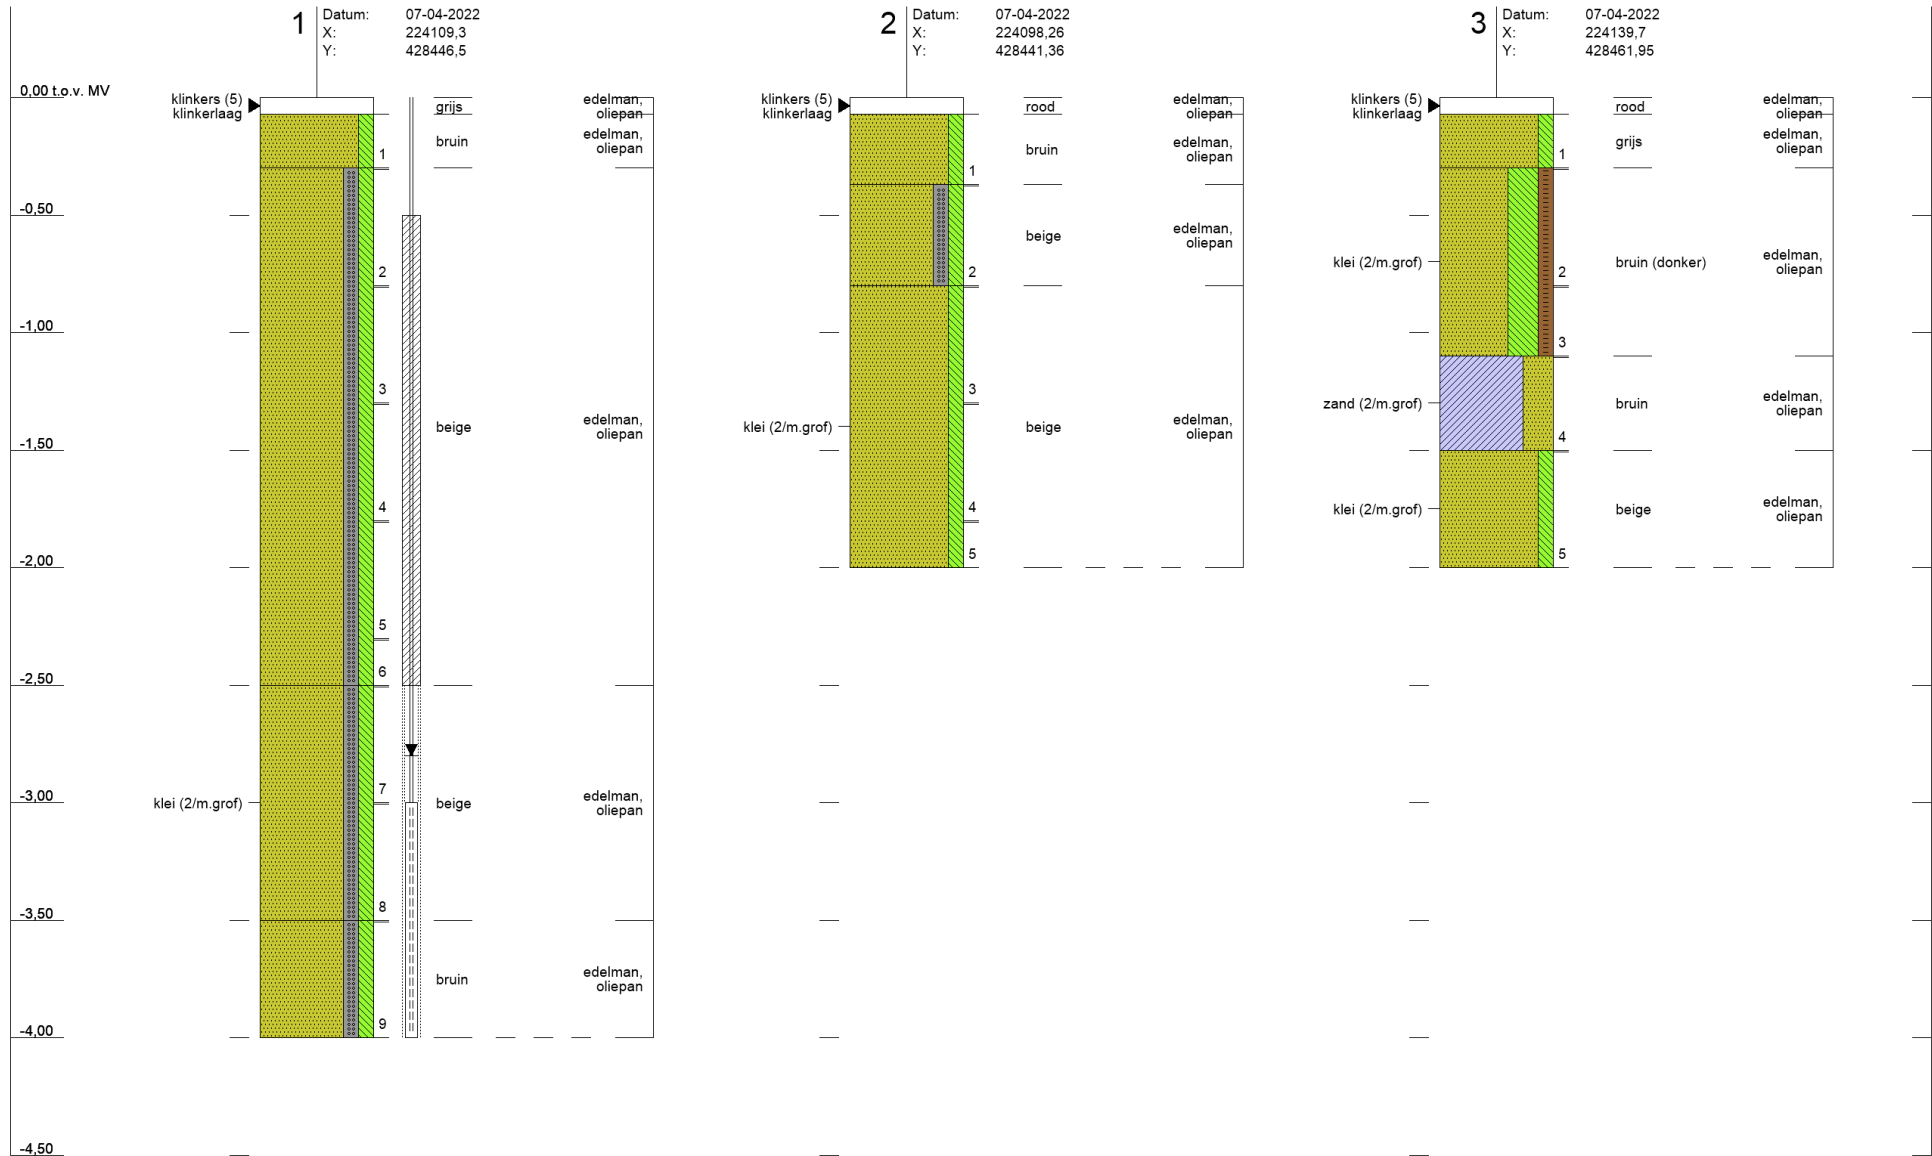 1
Datum: 07-04-2022
X: 224109,3
Y: 428446,5
2
Datum: 07-04-2022
X: 224098,26
Y: 428441,36
3
Datum: 07-04-2022
X: 224139,7
Y: 428461,95
0,00 t.o.v. MV
-0,50
-1,00
-1,50
-2,00
-2,50
-3,00
-3,50
-4,00
-4,50
klinkers (5)
klinkerlaag
klei (2/m.grof)
1
2
3
4
5
6
7
8
9
grijs
bruin
beige
beige
bruin
edelman,
oliepan
edelman,
oliepan
edelman,
oliepan
edelman,
oliepan
edelman,
oliepan
klinkers (5)
klinkerlaag
klei (2/m.grof)
1
2
3
4
5
rood
bruin
beige
beige
edelman,
oliepan
edelman,
oliepan
edelman,
oliepan
edelman,
oliepan
klinkers (5)
klinkerlaag
klei (2/m.grof)
zand (2/m.grof)
klei (2/m.grof)
1
2
3
4
5
rood
grijs
bruin (donker)
bruin
beige
edelman,
oliepan
edelman,
oliepan
edelman,
oliepan
edelman,
oliepan
edelman,
oliepan